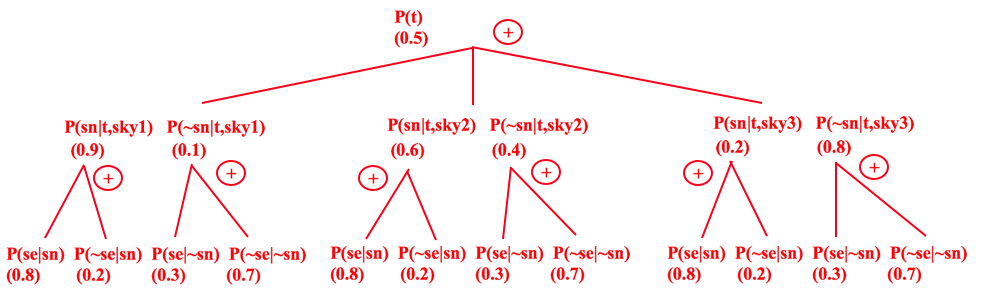 P(t)
(0.5) +
P(sn|t,sky1) P(~sn|t,sky1) P(sn|t,sky2) P(~sn|t,sky2) P(sn|t,sky3) P(~sn|t,sky3)
(0.9) (0.1) (0.6) (0.4) (0.2) (0.8)
+ + + + + +
P(se|sn) P(~se|sn) P(se|~sn) P(~se|~sn) P(se|sn) P(~se|sn) P(se|~sn) P(~se|~sn) P(se|sn) P(~se|sn) P(se|~sn) P(~se|~sn)
(0.8) (0.2) (0.3) (0.7) (0.8) (0.2) (0.3) (0.7) (0.8) (0.2) (0.3) (0.7)